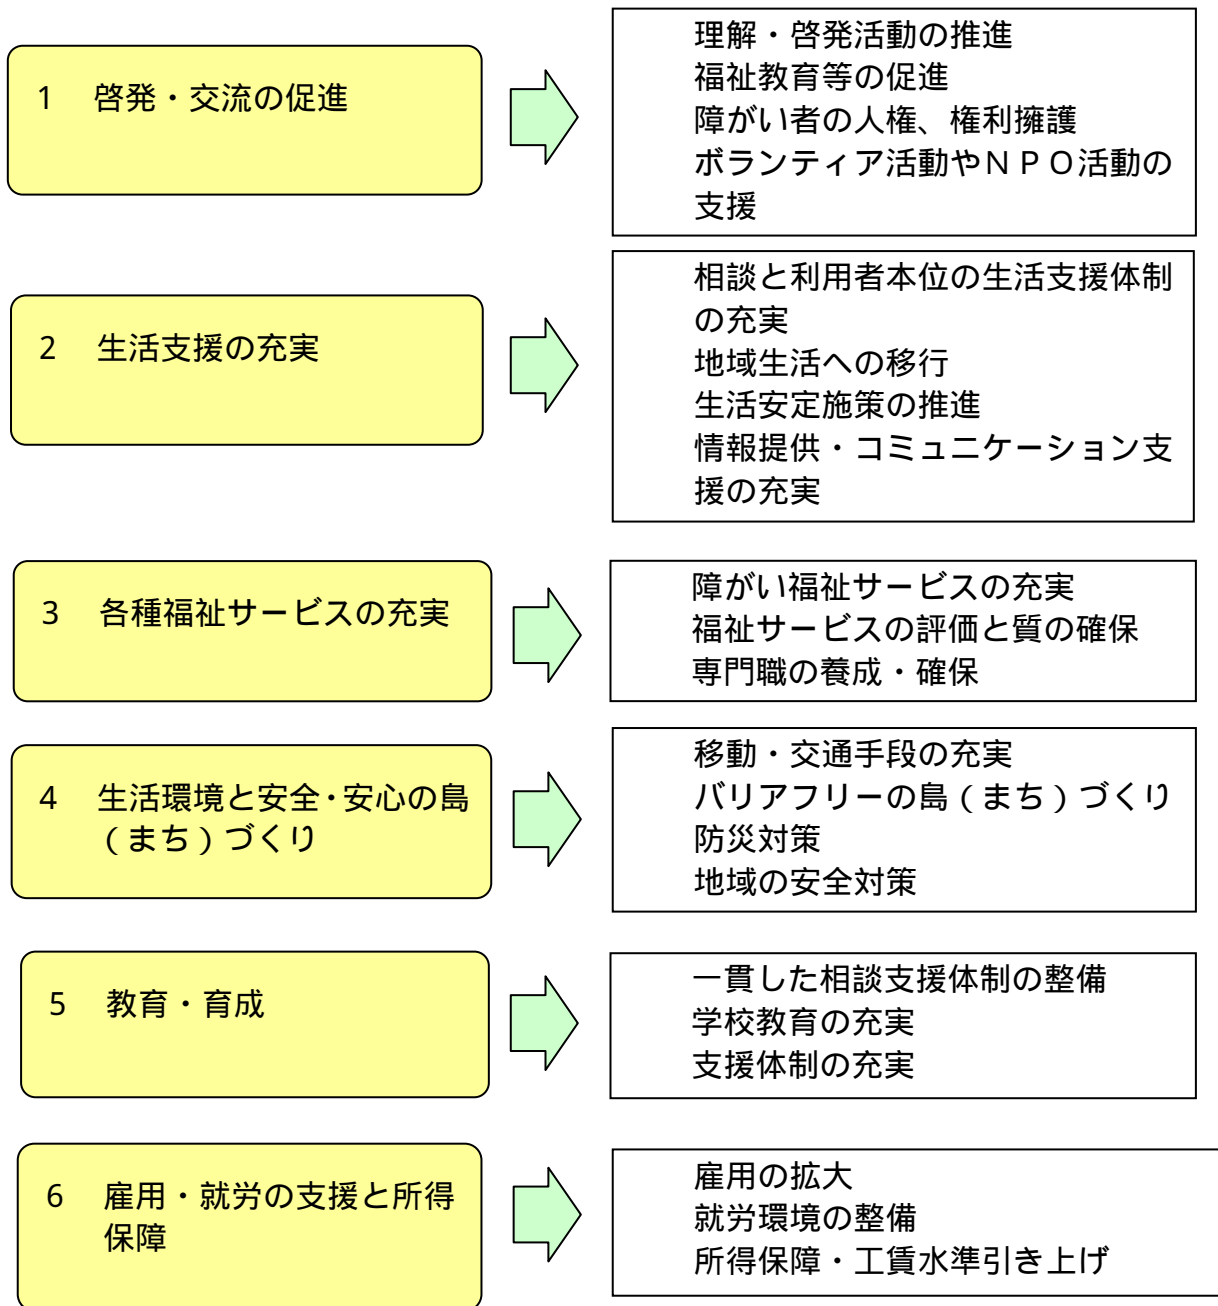 1 啓発・交流の促進
理解・啓発活動の推進
福祉教育等の促進
障がい者の人権、権利擁護
ボランティア活動やＮＰＯ活動の
支援
2 生活支援の充実
相談と利用者本位の生活支援体制
の充実
地域生活への移行
生活安定施策の推進
情報提供・コミュニケーション支
援の充実
3 各種福祉サービスの充実
障がい福祉サービスの充実
福祉サービスの評価と質の確保
専門職の養成・確保
4 生活環境と安全・安心の島
（まち）づくり
移動・交通手段の充実
バリアフリーの島（まち）づくり
防災対策
地域の安全対策
5 教育・育成
一貫した相談支援体制の整備
学校教育の充実
支援体制の充実
6 雇用・就労の支援と所得
保障
雇用の拡大
就労環境の整備
所得保障・工賃水準引き上げ